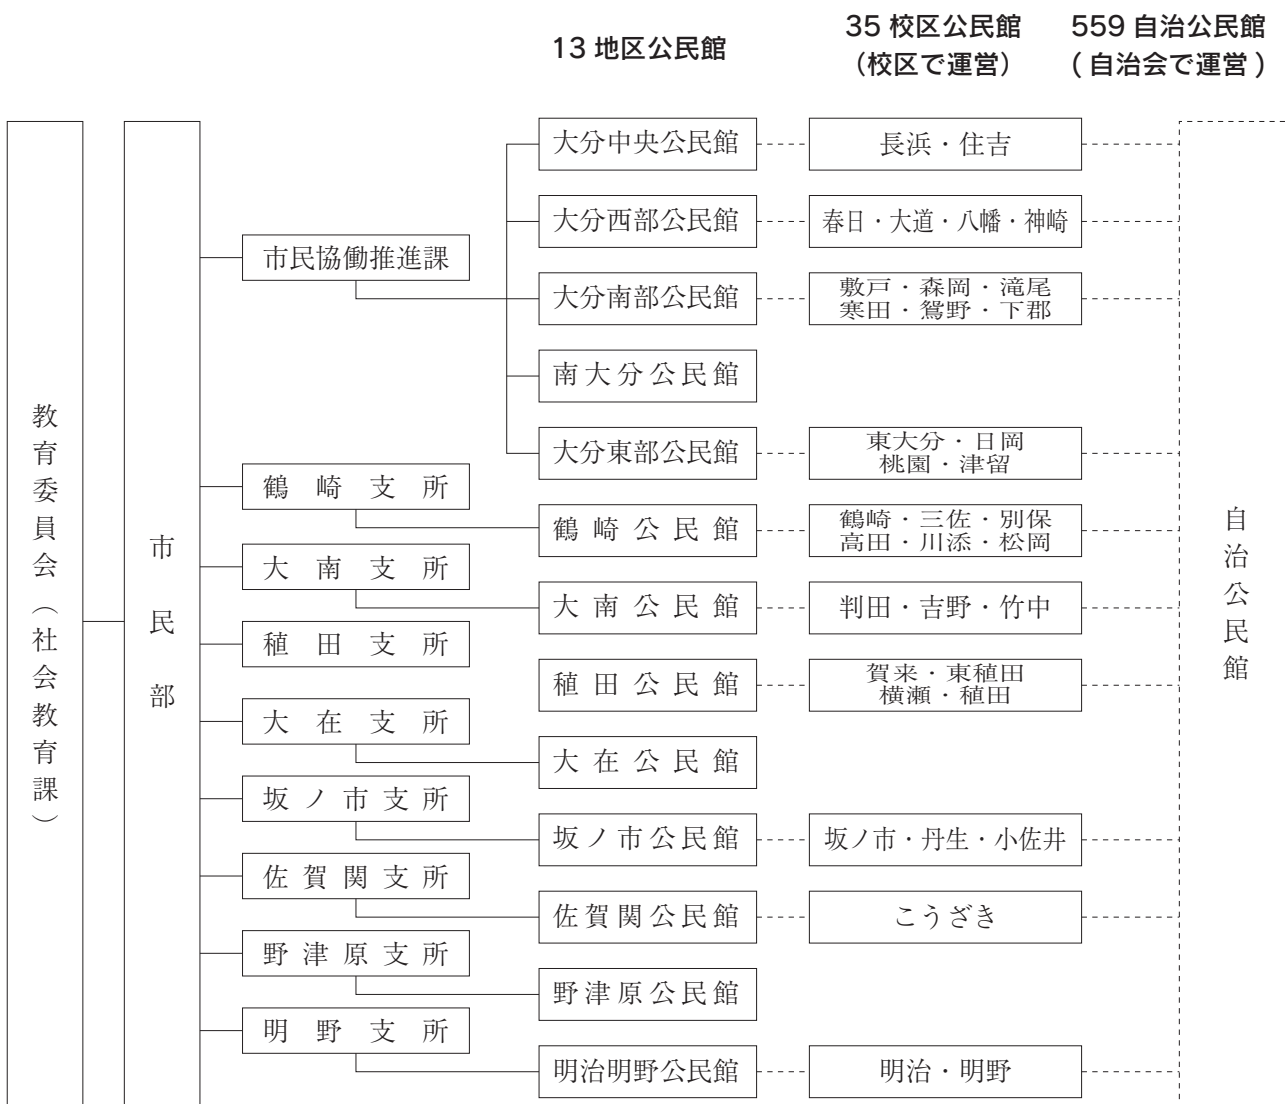 13 地区公民館
35 校区公民館
（校区で運営）
559 自治公民館
( 自治会で運営 )
教育委員会（社会教育課）
市民部
市民協働推進課
鶴崎支所
大南支所
稙田支所
大在支所
坂ノ市支所
佐賀関支所
野津原支所
明野支所
大分中央公民館
大分西部公民館
大分南部公民館
南大分公民館
大分東部公民館
鶴崎公民館
大南公民館
稙田公民館
大在公民館
坂ノ市公民館
佐賀関公民館
野津原公民館
明治明野公民館
長浜・住吉
春日・大道・八幡・神崎
敷戸・森岡・滝尾
寒田・鴛野・下郡
東大分・日岡
桃園・津留
鶴崎・三佐・別保
高田・川添・松岡
判田・吉野・竹中
賀来・東稙田
横瀬・稙田
坂ノ市・丹生・小佐井
こうざき
明治・明野
自治公民館